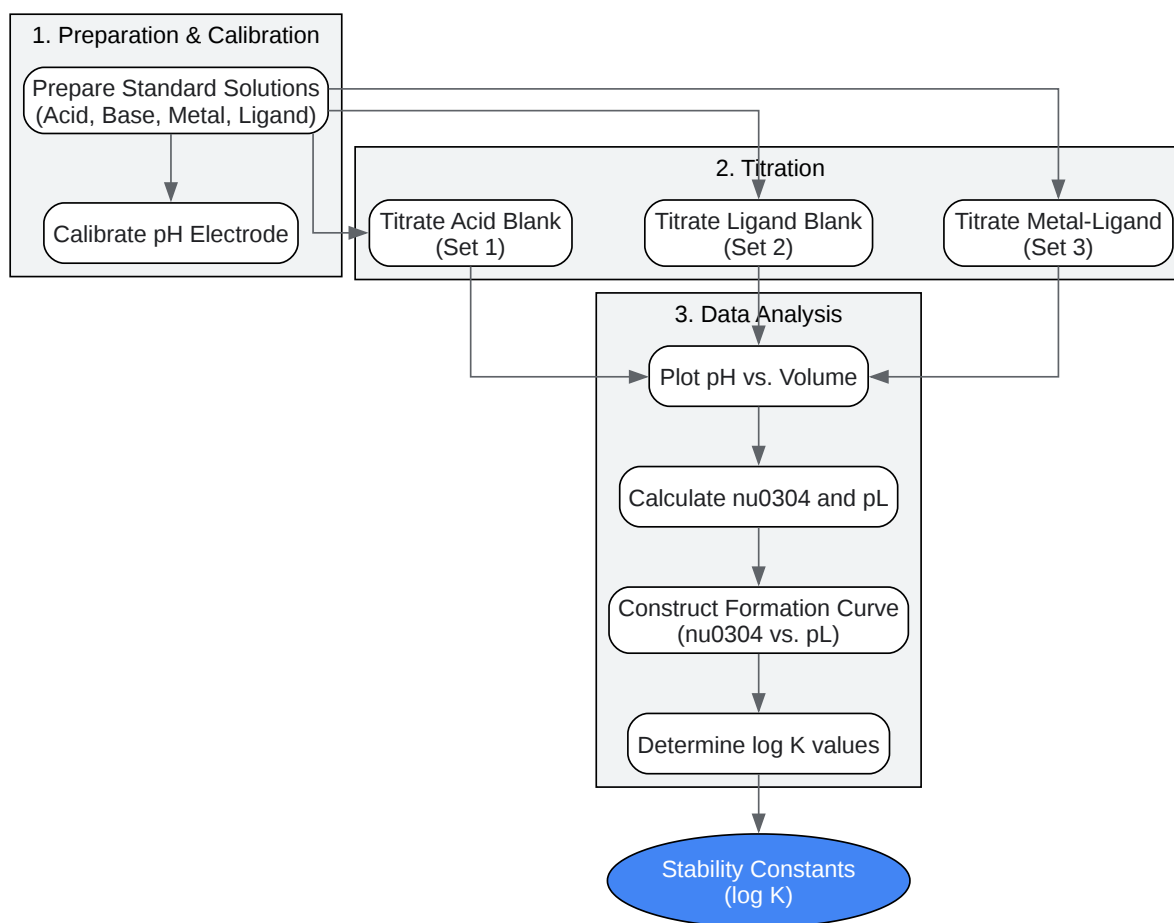 1. Preparation & Calibration
Prepare Standard Solutions
(Acid, Base, Metal, Ligand)
Calibrate pH Electrode
2. Titration
Titrate Acid Blank
(Set 1)
Titrate Ligand Blank
(Set 2)
Titrate Metal-Ligand
(Set 3)
3. Data Analysis
Plot pH vs. Volume
Calculate nu0304 and pL
Construct Formation Curve
(nu0304 vs. pL)
Determine log K values
Stability Constants
(log K)